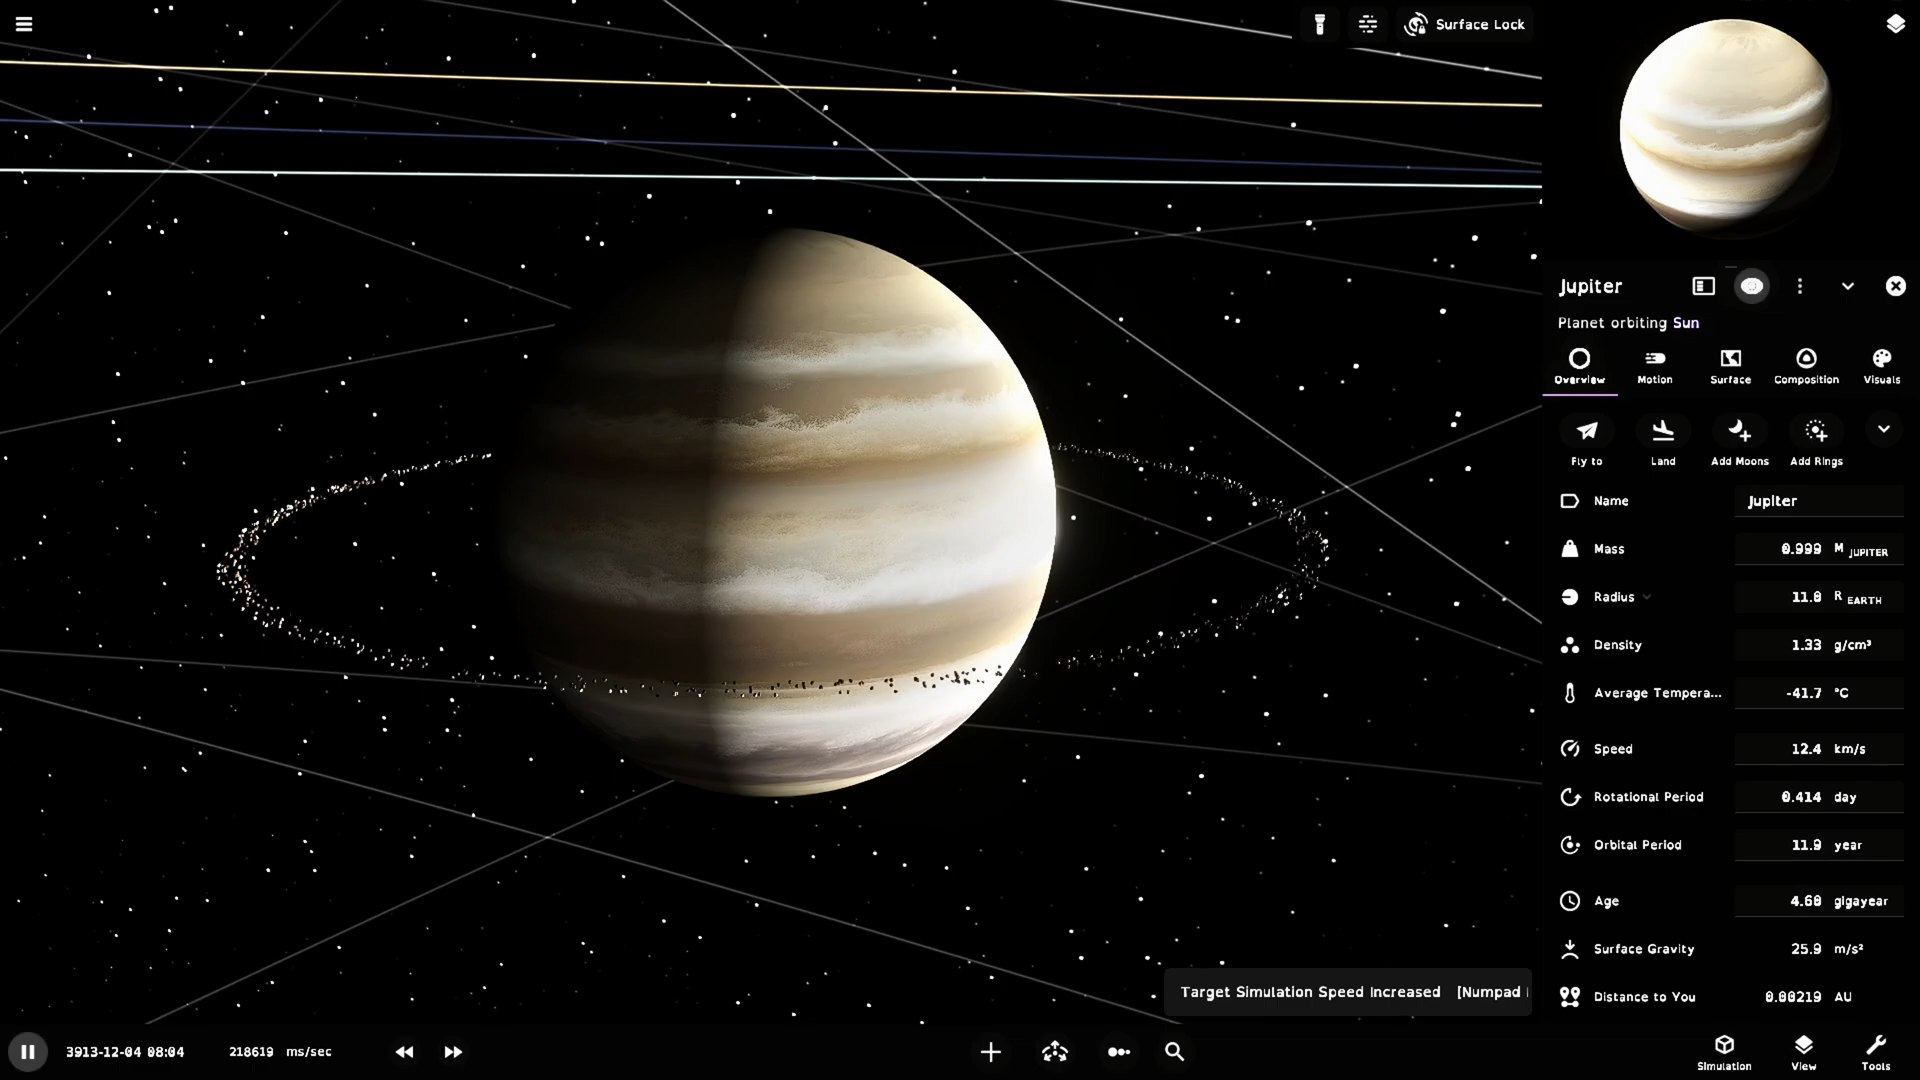 Surface Lock
Jupiter
Planet orbiting Sun
Overview Motion Surface Composition Visuals
Fly to Land Add Moons Add Rings
Name Jupiter
Mass 0.999 M JUPITER
Radius 11.0 R EARTH
Density 1.33 g/cm³
Average Tempera... -41.7 °C
Speed 12.4 km/s
Rotational Period 0.414 day
Orbital Period 11.9 year
Age 4.60 gigayear
Surface Gravity 25.9 m/s²
Distance to You 0.00219 AU
Target Simulation Speed Increased [Numpad
3913-12-04 08:04 218619 ms/sec
Simulation View Tools